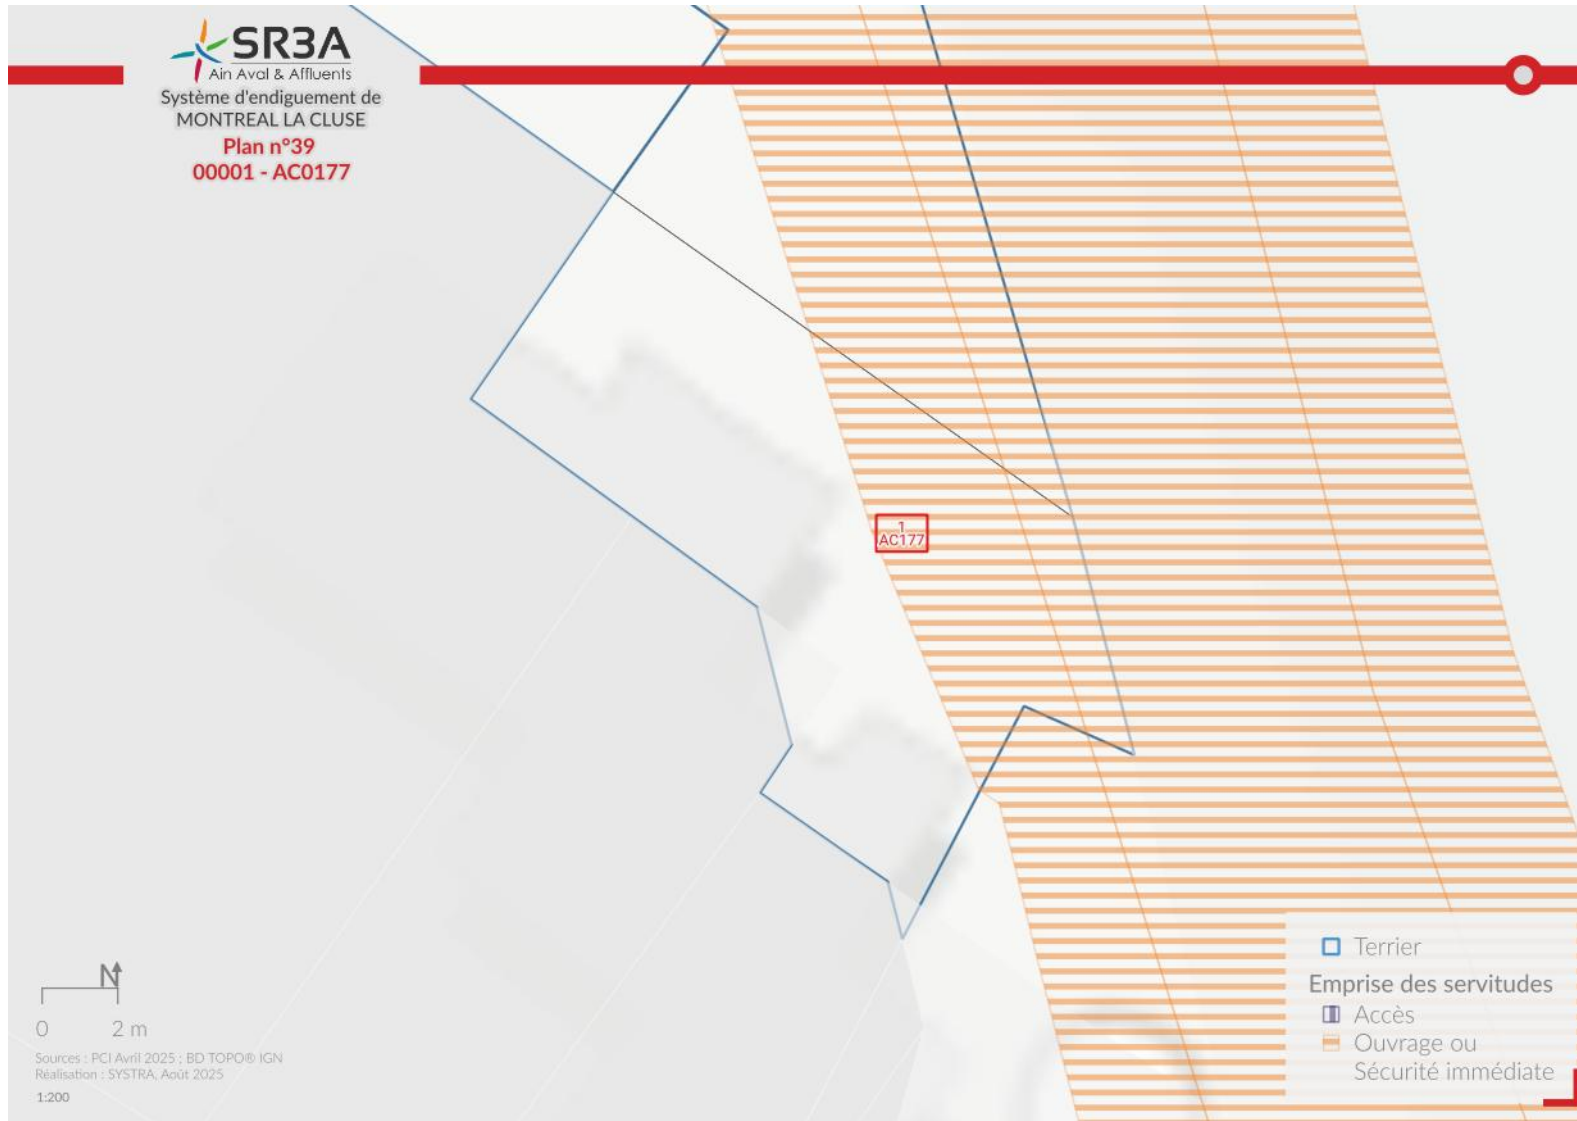 SR3A
Ain Aval & Affluents
Système d'endiguement de
MONTREAL LA CLUSE
Plan n°39
00001 - AC0177
1
AC177
N
0 2 m
Sources : PCI Avril 2025 ; BD TOPO® IGN
Réalisation : SYSTRA, Août 2025
1:200
Terrier
Emprise des servitudes
Accès
Ouvrage ou
Sécurité immédiate